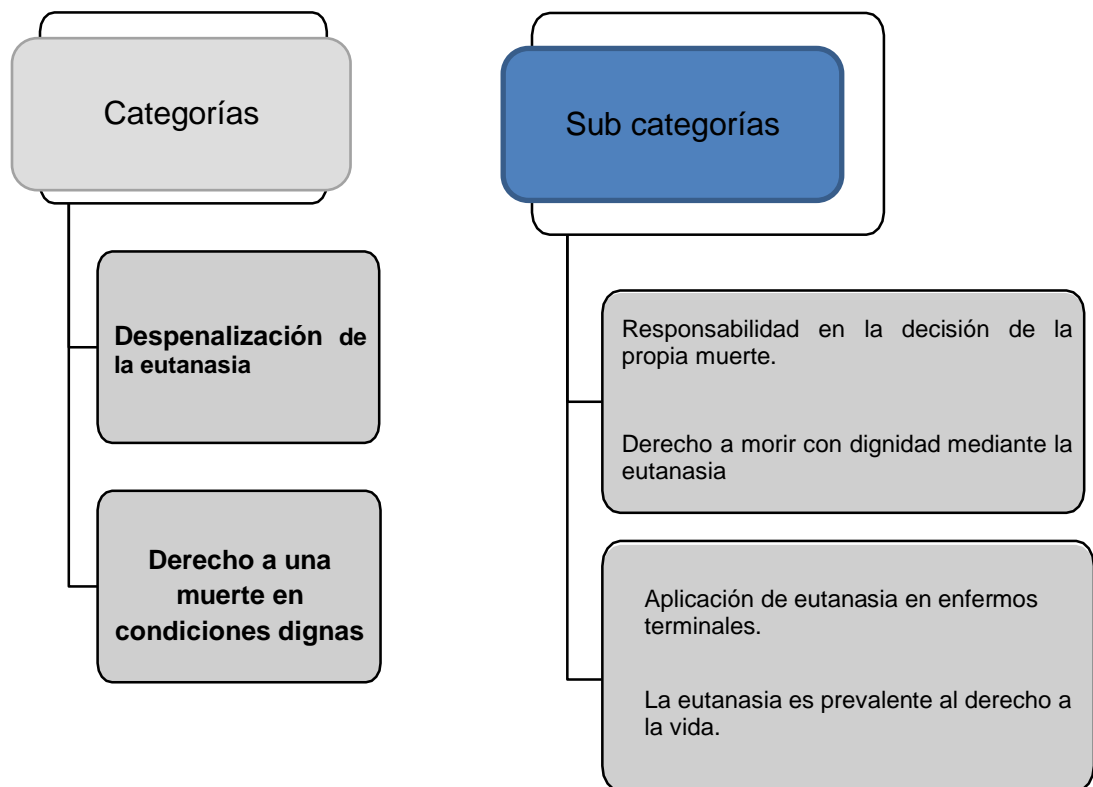 Categorías
Despenalización de
la eutanasia
Derecho a una
muerte en
condiciones dignas
Sub categorías
Responsabilidad en la decisión de la
propia muerte.
Derecho a morir con dignidad mediante la
eutanasia
Aplicación de eutanasia en enfermos
terminales.
La eutanasia es prevalente al derecho a
la vida.